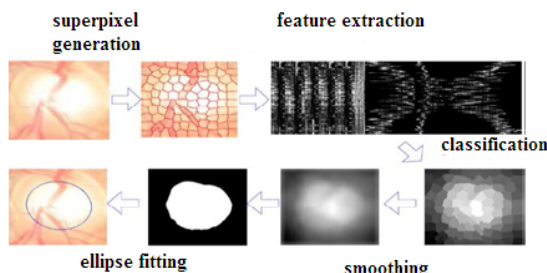 superpixel
generation
feature extraction
classification
ellipse fitting
smoothing